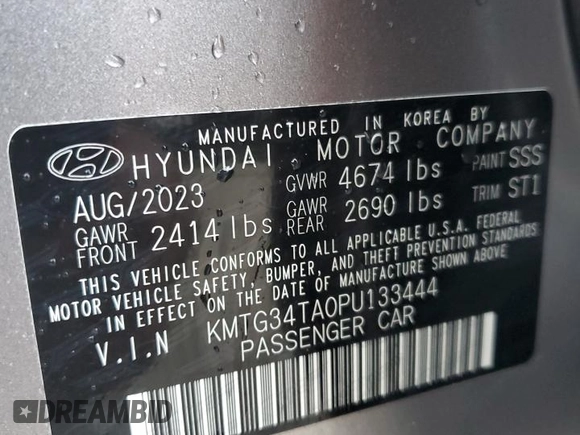 MANUFACTURED IN KOREA BY
HYUNDAI MOTOR COMPANY
AUG/2023 GVWR 4674 lbs PAINT SSS
GAWR FRONT 2414 lbs GAWR REAR 2690 lbs TRIM ST1
THIS VEHICLE CONFORMS TO ALL APPLICABLE U.S.A. FEDERAL
MOTOR VEHICLE SAFETY, BUMPER, AND THEFT PREVENTION STANDARDS
IN EFFECT ON THE DATE OF MANUFACTURE SHOWN ABOVE.
V.I.N KMTG34TA0PU133444
PASSENGER CAR
DREAMBID